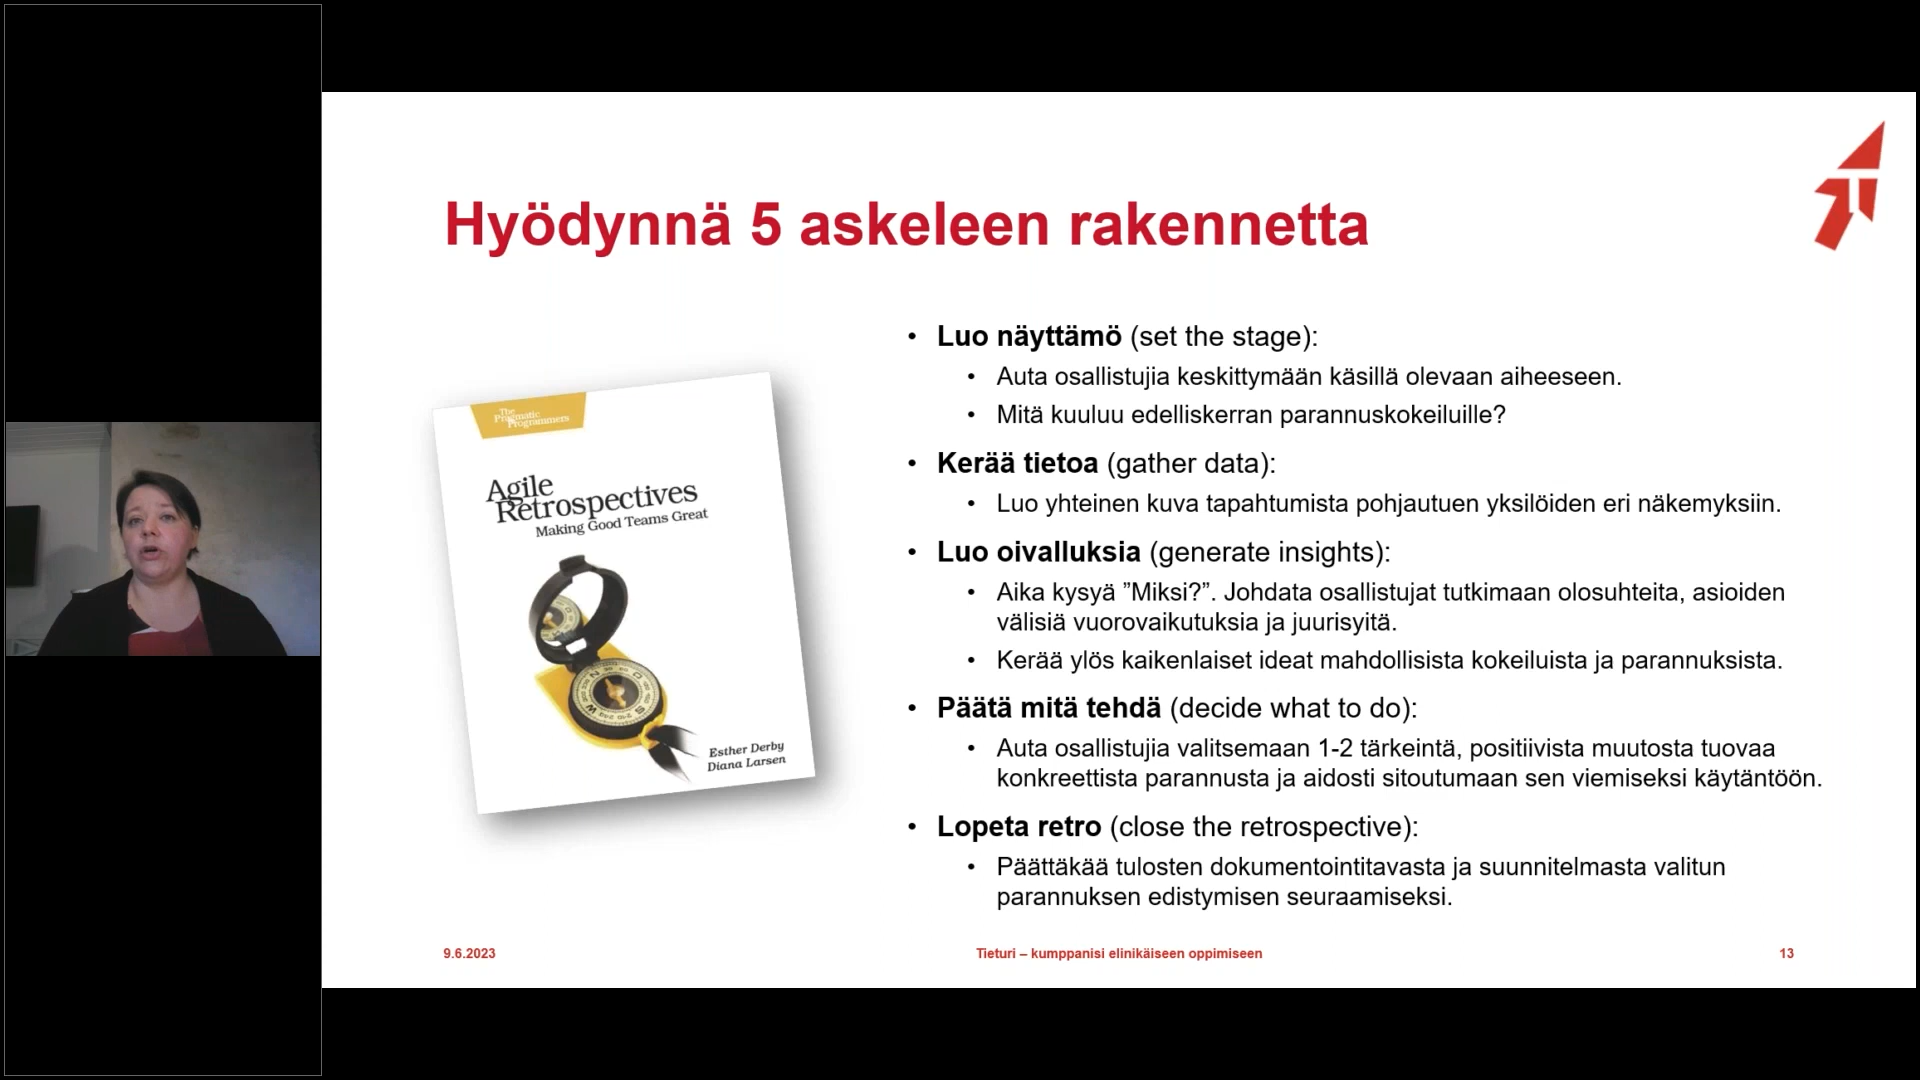 Hyödynnä 5 askeleen rakennetta
The
Pragmatic
Programmers
Agile
Retrospectives
Making Good Teams Great
Esther Derby
Diana Larsen
• Luo näyttämö (set the stage):
• Auta osallistujia keskittymään käsillä olevaan aiheeseen.
• Mitä kuuluu edelliskerran parannuskokeiluille?
• Kerää tietoa (gather data):
• Luo yhteinen kuva tapahtumista pohjautuen yksilöiden eri näkemyksiin.
• Luo oivalluksia (generate insights):
• Aika kysyä ”Miksi?”. Johdata osallistujat tutkimaan olosuhteita, asioiden
välisiä vuorovaikutuksia ja juurisyitä.
• Kerää ylös kaikenlaiset ideat mahdollisista kokeiluista ja parannuksista.
• Päätä mitä tehdä (decide what to do):
• Auta osallistujia valitsemaan 1-2 tärkeintä, positiivista muutosta tuovaa
konkreettista parannusta ja aidosti sitoutumaan sen viemiseksi käytäntöön.
• Lopeta retro (close the retrospective):
• Päättäkää tulosten dokumentointitavasta ja suunnitelmasta valitun
parannuksen edistymisen seuraamiseksi.
9.6.2023
Tieturi – kumppanisi elinikäiseen oppimiseen
13